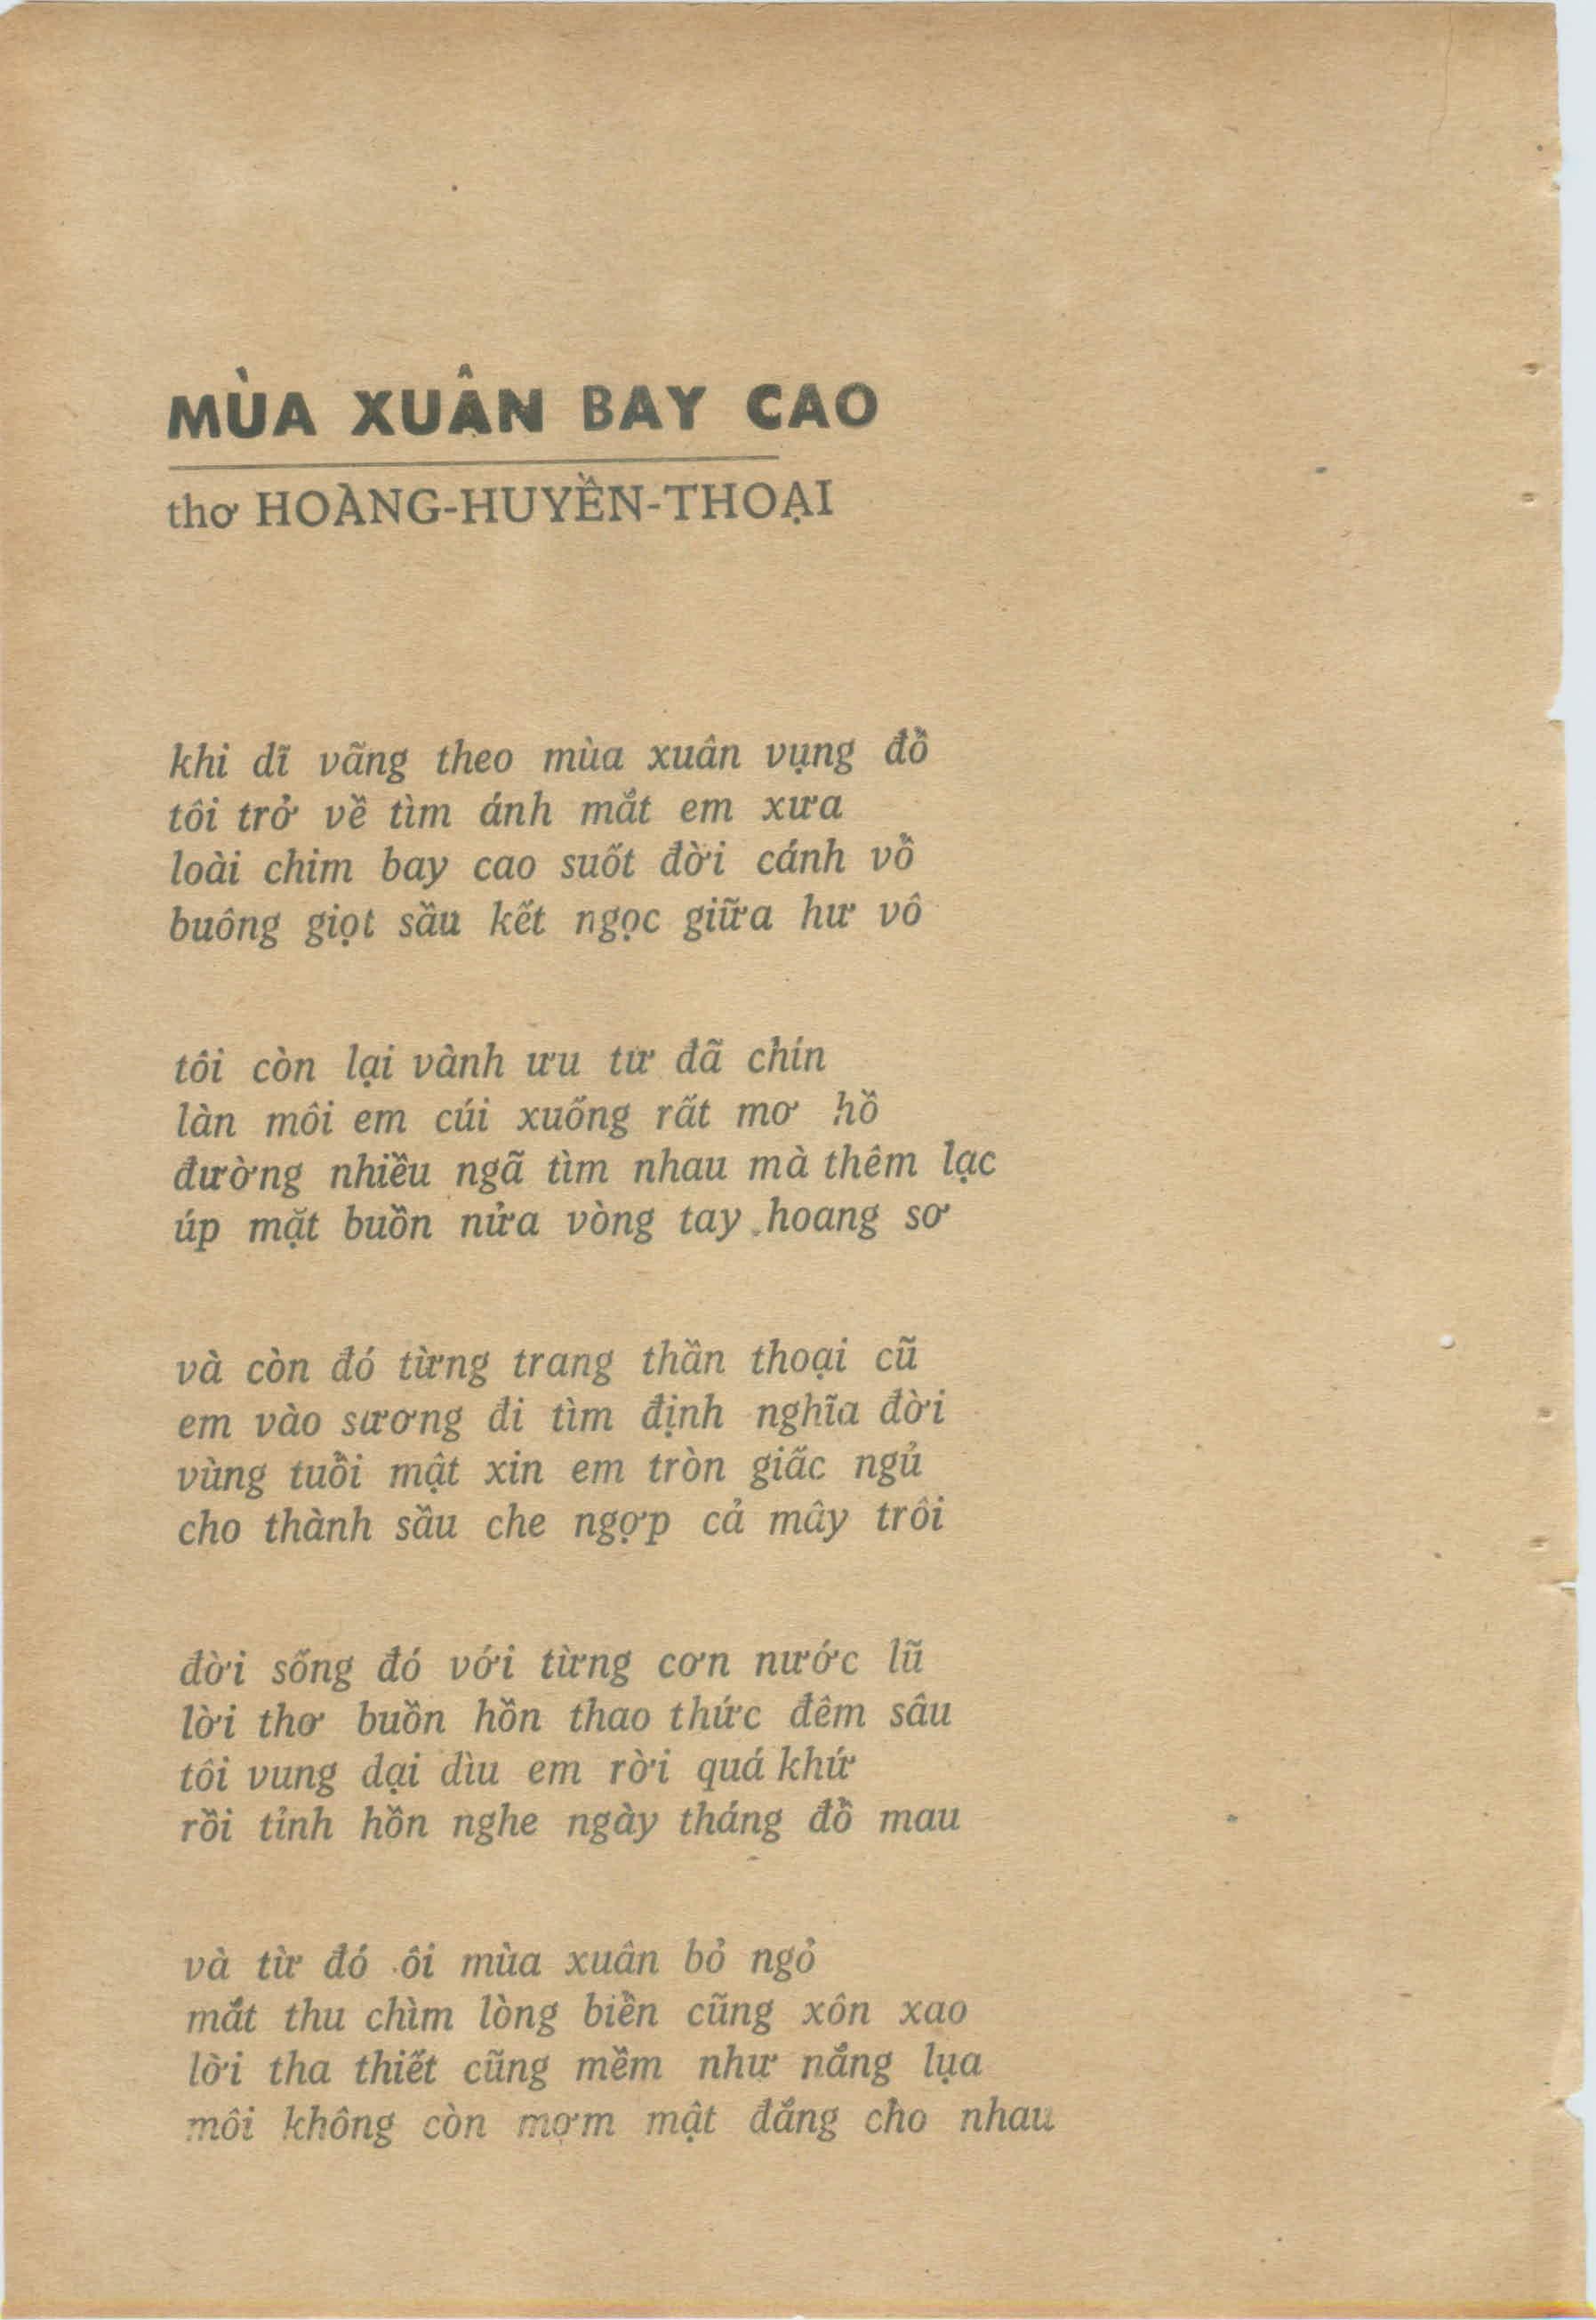 MÙA XUÂN BAY CAO
thơ HOÀNG-HUYỀN-THOẠI
khi dĩ vãng theo mùa xuân vụng đổ
tôi trở về tìm ánh mắt em xưa
loài chim bay cao suốt đời cánh vỗ
buông giọt sầu kết ngọc giữa hư vô
tôi còn lại vành ưu tư đã chín
làn môi em cúi xuống rất mơ hồ
đường nhiều ngã tìm nhau mà thêm lạc
úp mặt buồn nửa vòng tay hoang sơ
và còn đó từng trang thần thoại cũ
em vào sương đi tìm định nghĩa đời
vùng tuổi mật xin em tròn giấc ngủ
cho thành sầu che ngợp cả mây trôi
đời sống đó với từng cơn nước lũ
lời thơ buồn hồn thao thức đêm sâu
tôi vung dại dìu em rời quá khứ
rồi tỉnh hồn nghe ngày tháng đổ mau
và từ đó ôi mùa xuân bỏ ngỏ
mắt thu chìm lòng biển cũng xôn xao
lời tha thiết cũng mềm như nắng lụa
môi không còn mợm mật đắng cho nhau